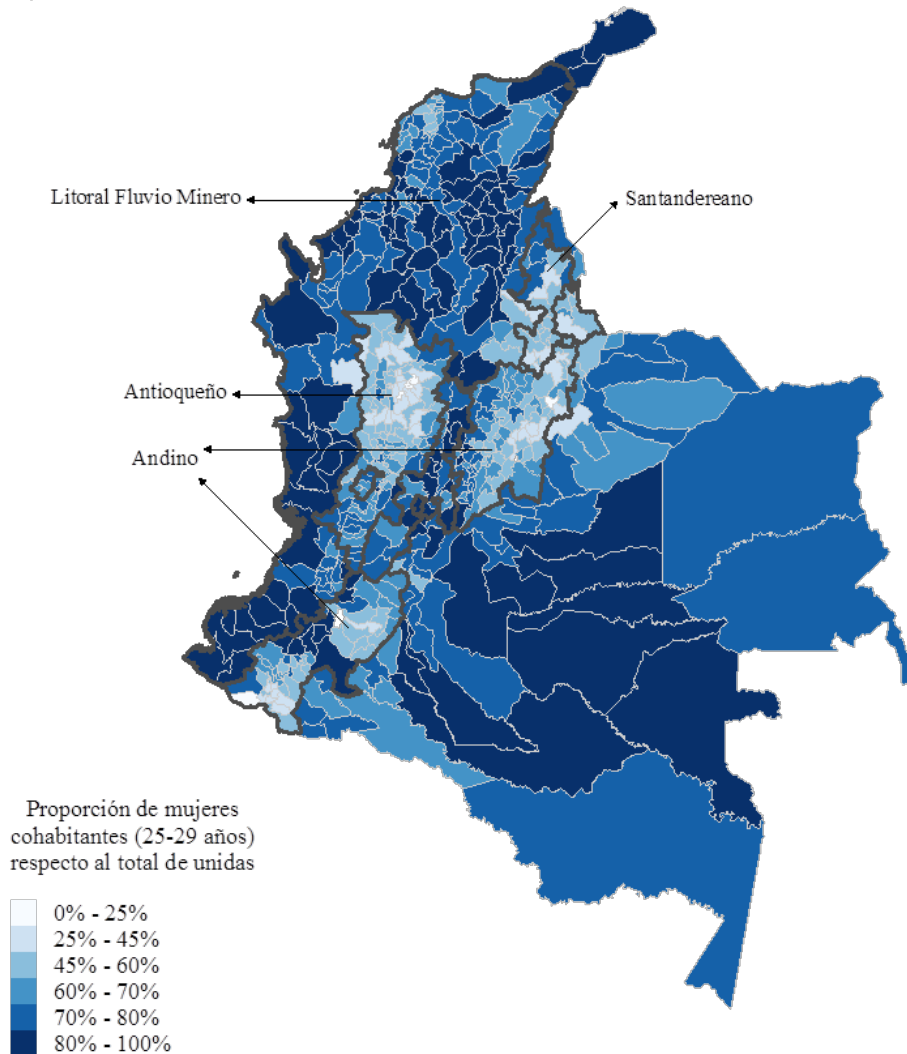 Litoral Fluvio Minero
Santandereano
Antioqueño
Andino
Proporción de mujeres
cohabitantes (25-29 años)
respecto al total de unidas
0% - 25%
25% - 45%
45% - 60%
60% - 70%
70% - 80%
80% - 100%